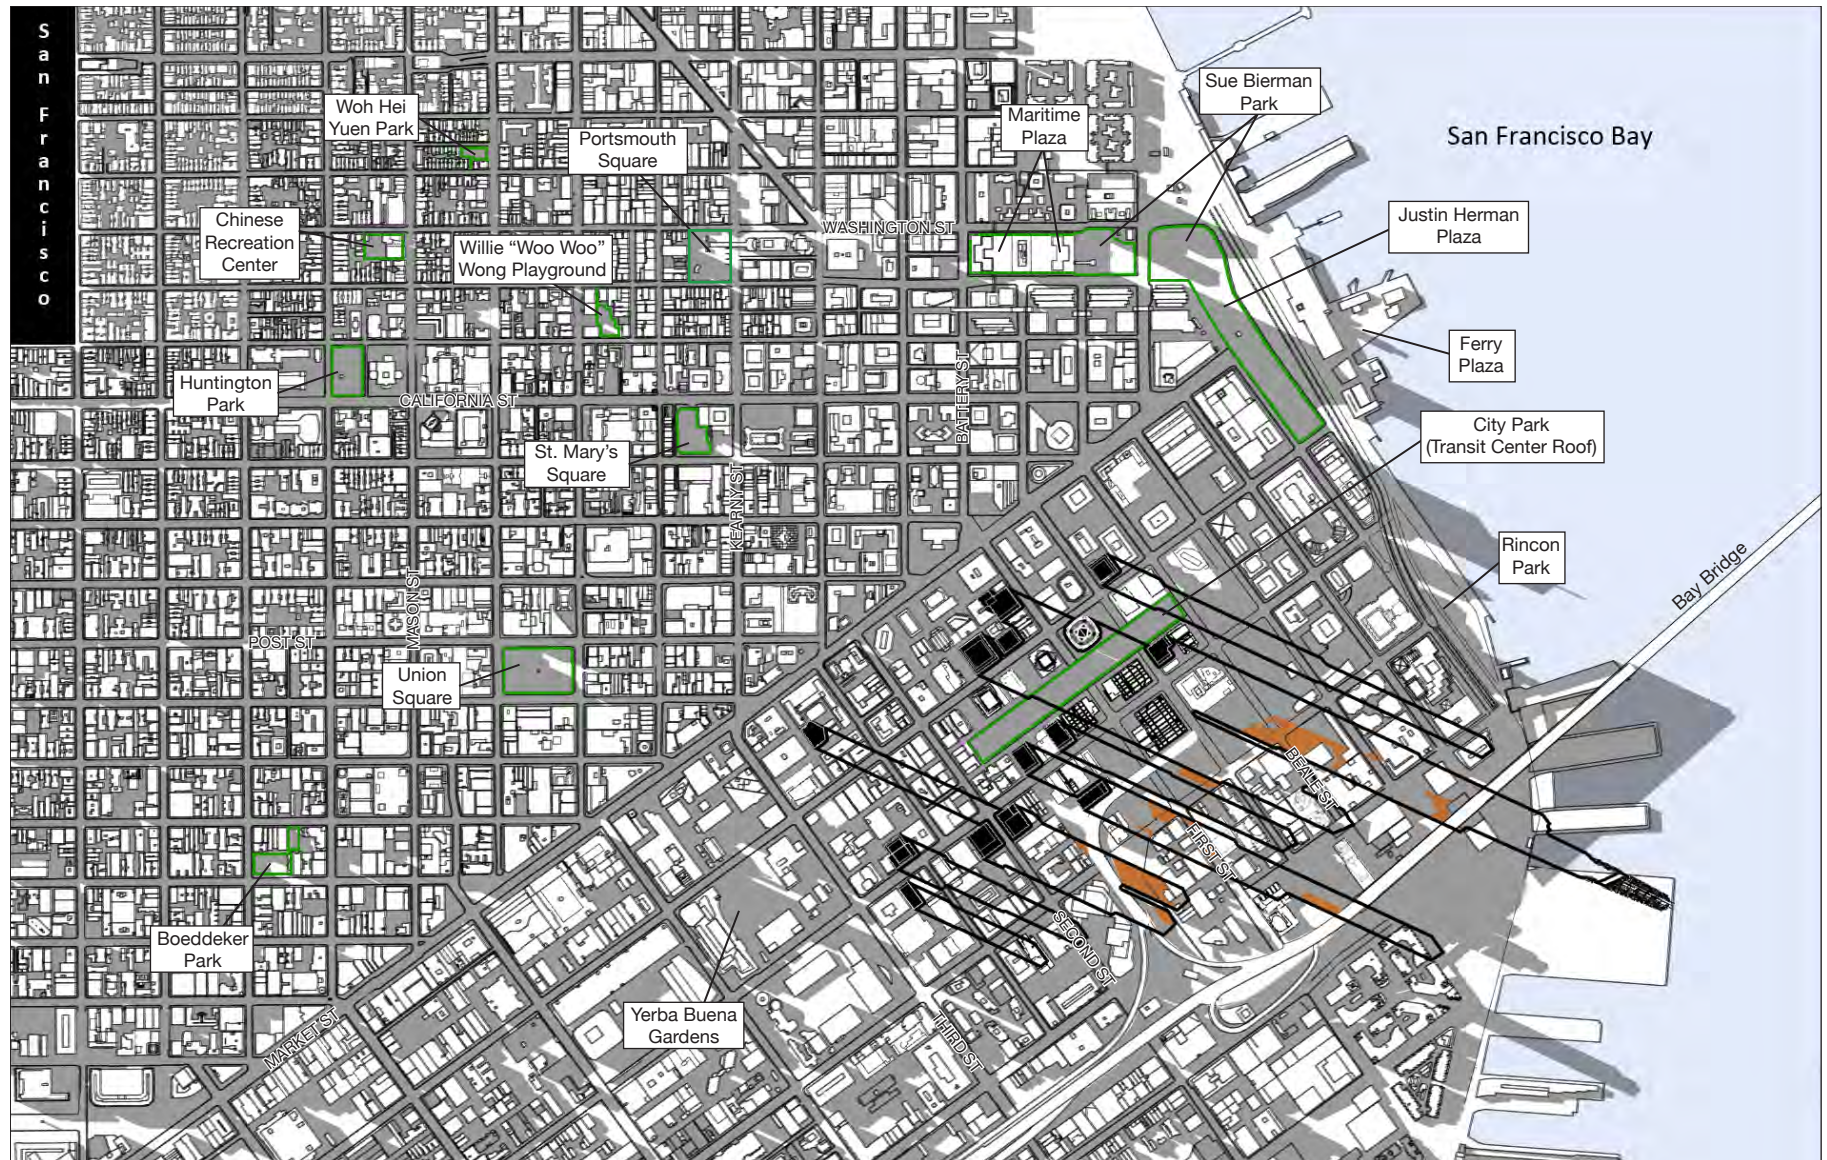 San Francisco
Woh Hei
Yuen Park
Portsmouth
Square
Maritime
Plaza
Sue Bierman
Park
San Francisco Bay
Chinese
Recreation
Center
Willie “Woo Woo”
Wong Playground
WASHINGTON ST
Justin Herman
Plaza
Ferry
Plaza
Huntington
Park
CALIFORNIA ST
BATTERY ST
City Park
(Transit Center Roof)
St. Mary’s
Square
KEARNY ST
Rincon
Park
Bay Bridge
MASON ST
POST ST
Union
Square
BEALE ST
FIRST ST
Boeddeker
Park
SECOND ST
Yerba Buena
Gardens
MARKET ST
THIRD ST